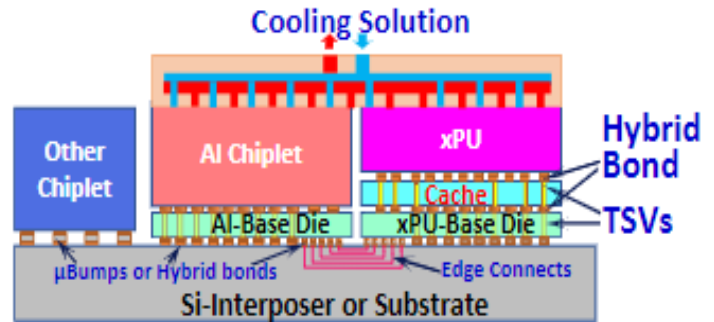 Cooling Solution
Other
Chiplet
AI Chiplet
xPU
Hybrid
Bond
Cache
TSVs
AI-Base Die
xPU-Base Die
μBumps or Hybrid bonds
Edge Connects
Si-Interposer or Substrate